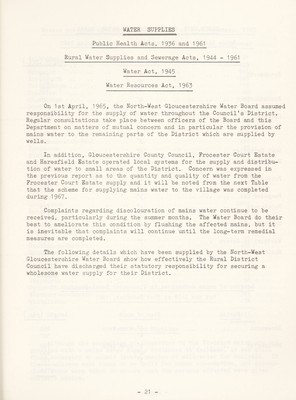 WATER SUPPLIES
Public Health Acts, 1936 and 1961
Rural Water Supplies and Sewerage Acts, 1944 - 1961
Water Act, 1945
Water Resources Act, 1963
On 1st April, 1965, the North-West Gloucestershire Water Board assumed
responsibility for the supply of water throughout the Council's District.
Regular consultations take place between officers of the Board and this
Department on matters of mutual concern and in particular the provision of
mains water to the remaining parts of the District which are supplied by
wells.
In addition, Gloucestershire County Council, Frocester Court Estate
and Haresfield Estate operated local systems for the supply and distribu-
tion of water to small areas of the District. Concern was expressed in
the previous report as to the quantity and quality of water from the
Frocester Court Estate supply and it will be noted from the next Table
that the scheme for supplying mains water to the village was completed
during 1967.
Complaints regarding discolouration of mains water continue to be
received, particularly during the summer months. The Water Board do their
best to ameliorate this condition by flushing the affected mains, but it
is inevitable that complaints will continue until the long-term remedial
measures are completed.
The following details which have been supplied by the North-West
Gloucestershire Water Board show how effectively the Rural District
Council have discharged their statutory responsibility for securing a
wholesome water supply for their District.
- 21 -